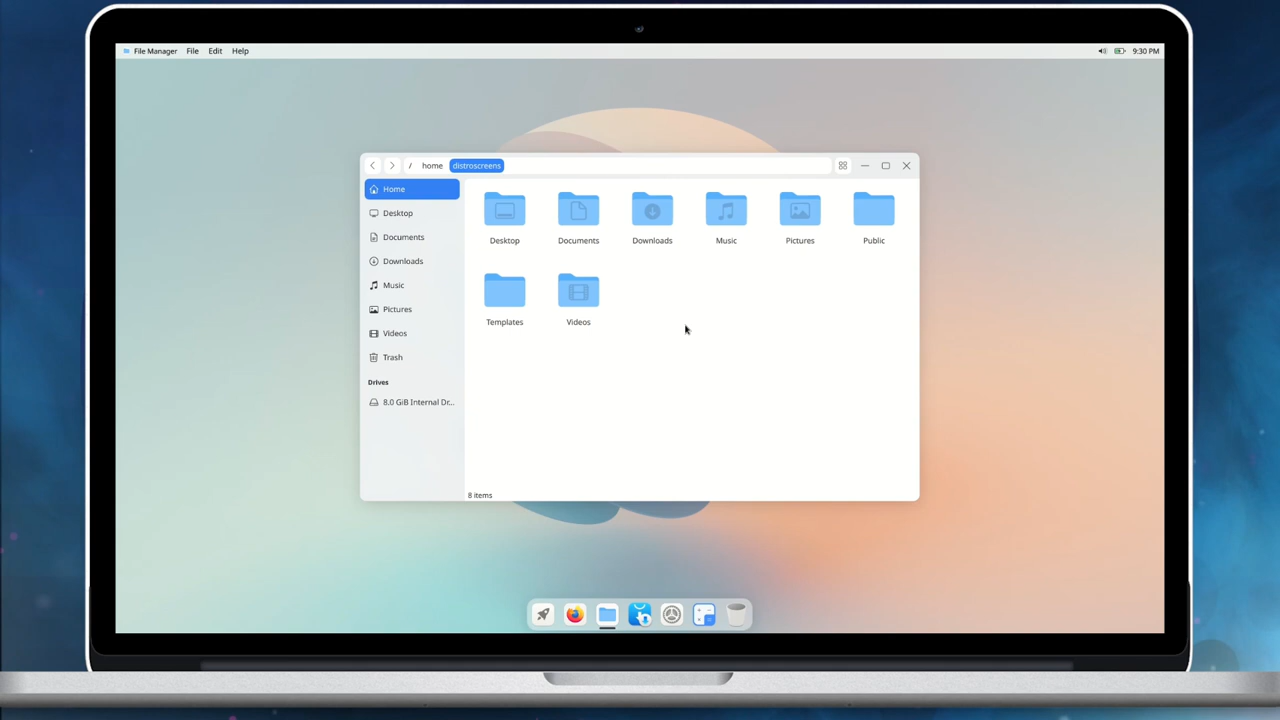 File Manager File Edit Help 9:30 PM
/ home distroscreens
Home
Desktop
Documents
Downloads
Music
Pictures
Videos
Trash
Drives
8.0 GiB Internal Dr...
Desktop Documents Downloads Music Pictures Public
Templates Videos
8 items